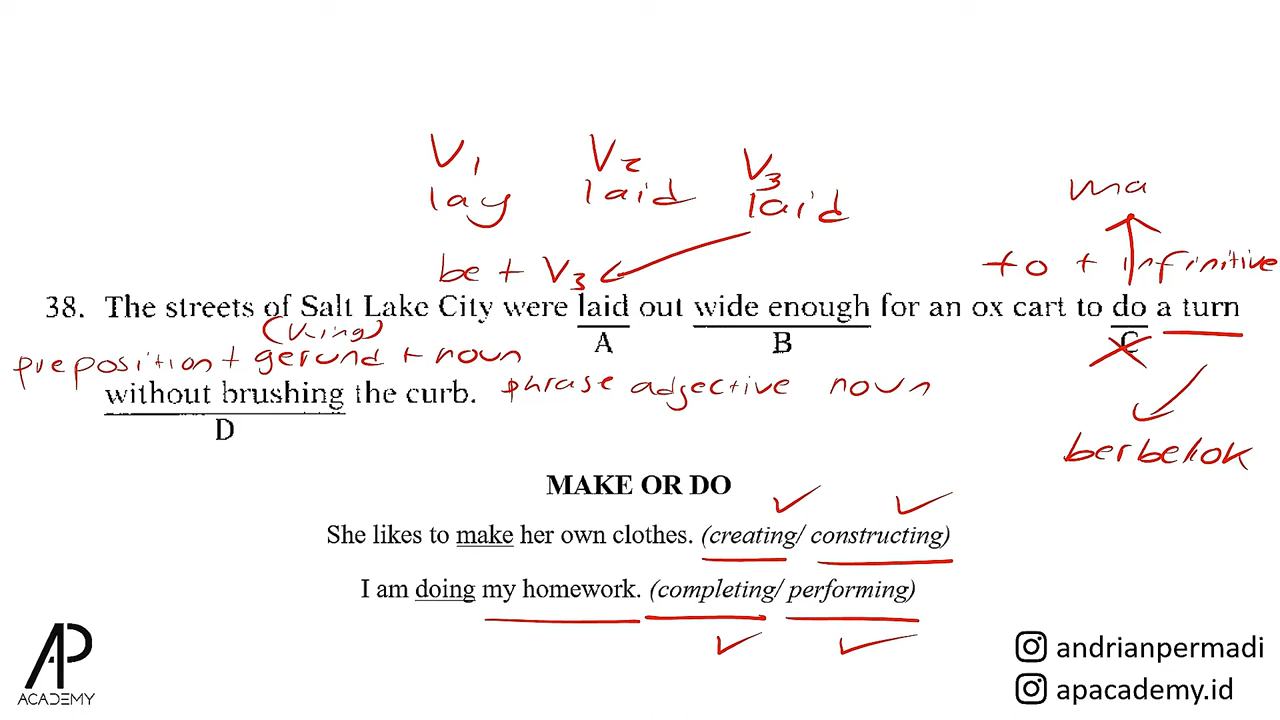 V1 V2 V3
lay laid laid
ma
be + V3
to + infinitive
38. The streets of Salt Lake City were laid out wide enough for an ox cart to do a turn
A B C
(Ving)
preposition + gerund + noun
without brushing the curb. phrase adjective noun
D
berbelok
MAKE OR DO
She likes to make her own clothes. (creating/ constructing)
I am doing my homework. (completing/ performing)
AP
ACADEMY
andrianpermadi
apacademy.id